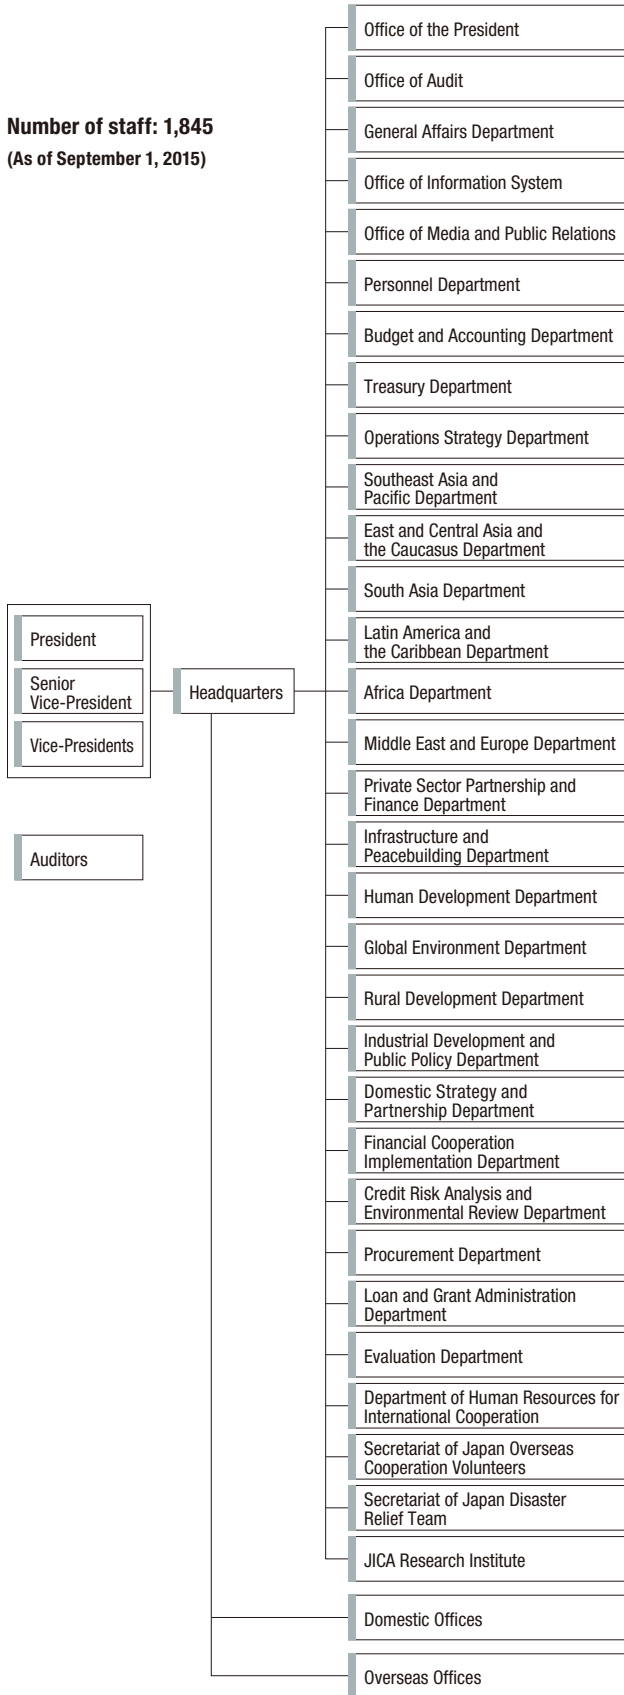 Number of staff: 1,845
(As of September 1, 2015)
President
Senior
Vice-President
Vice-Presidents
Auditors
Headquarters
Office of the President
Office of Audit
General Affairs Department
Office of Information System
Office of Media and Public Relations
Personnel Department
Budget and Accounting Department
Treasury Department
Operations Strategy Department
Southeast Asia and
Pacific Department
East and Central Asia and
the Caucasus Department
South Asia Department
Latin America and
the Caribbean Department
Africa Department
Middle East and Europe Department
Private Sector Partnership and
Finance Department
Infrastructure and
Peacebuilding Department
Human Development Department
Global Environment Department
Rural Development Department
Industrial Development and
Public Policy Department
Domestic Strategy and
Partnership Department
Financial Cooperation
Implementation Department
Credit Risk Analysis and
Environmental Review Department
Procurement Department
Loan and Grant Administration
Department
Evaluation Department
Department of Human Resources for
International Cooperation
Secretariat of Japan Overseas
Cooperation Volunteers
Secretariat of Japan Disaster
Relief Team
JICA Research Institute
Domestic Offices
Overseas Offices